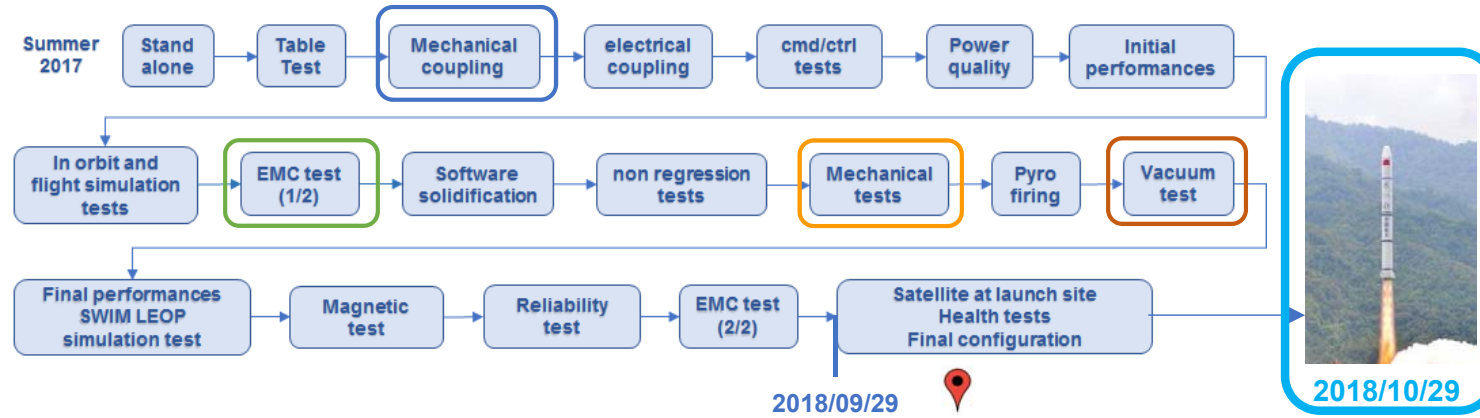 Summer
2017
Stand
alone
Table
Test
Mechanical
coupling
electrical
coupling
cmd/ctrl
tests
Power
quality
Initial
performances
In orbit and
flight simulation
tests
EMC test
(1/2)
Software
solidification
non regression
tests
Mechanical
tests
Pyro
firing
Vacuum
test
Final performances
SWIM LEOP
simulation test
Magnetic
test
Reliability
test
EMC test
(2/2)
Satellite at launch site
Health tests
Final configuration
2018/09/29
2018/10/29